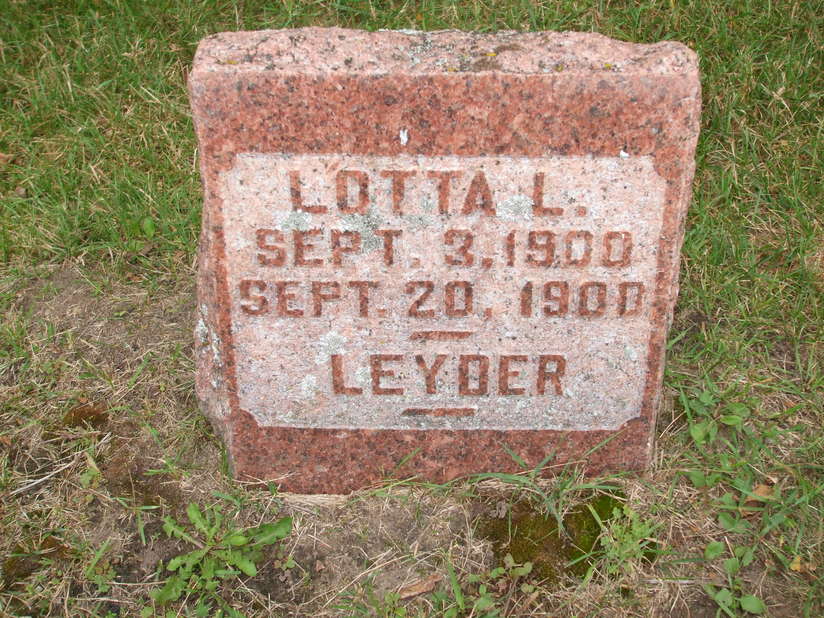 LOTTA L.
SEPT. 3, 1900
SEPT. 20, 1900
LEYDER